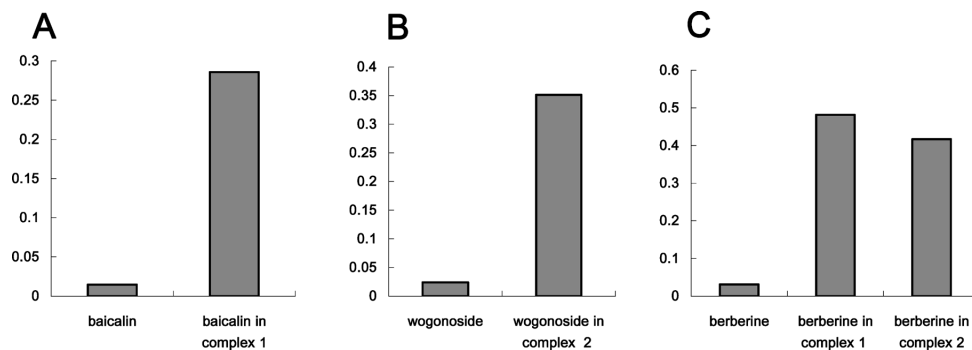 A
0.3
0.25
0.2
0.15
0.1
0.05
0
baicalin
baicalin in
complex 1
B
0.4
0.35
0.3
0.25
0.2
0.15
0.1
0.05
0
wogonoside
wogonoside in
complex 2
C
0.6
0.5
0.4
0.3
0.2
0.1
0
berberine
berberine in
complex 1
berberine in
complex 2